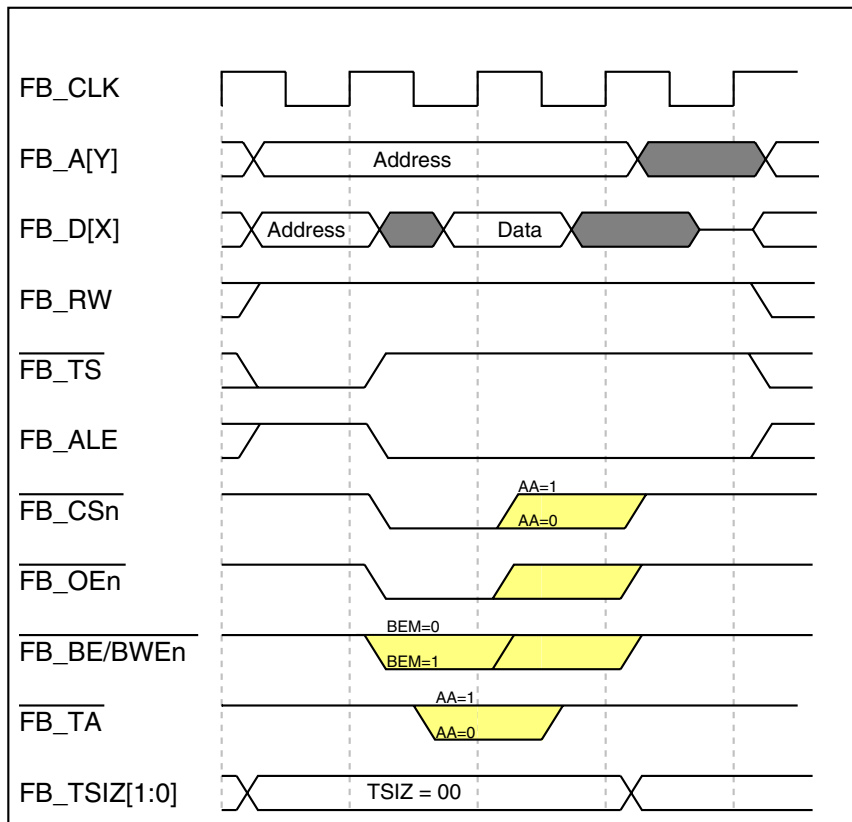 FB_CLK
FB_A[Y]
Address
FB_D[X]
Address
Data
FB_RW
FB_TS
FB_ALE
FB_CSn
AA=1
AA=0
FB_OEn
FB_BE/BWEn
BEM=0
BEM=1
FB_TA
AA=1
AA=0
FB_TSIZ[1:0]
TSIZ = 00